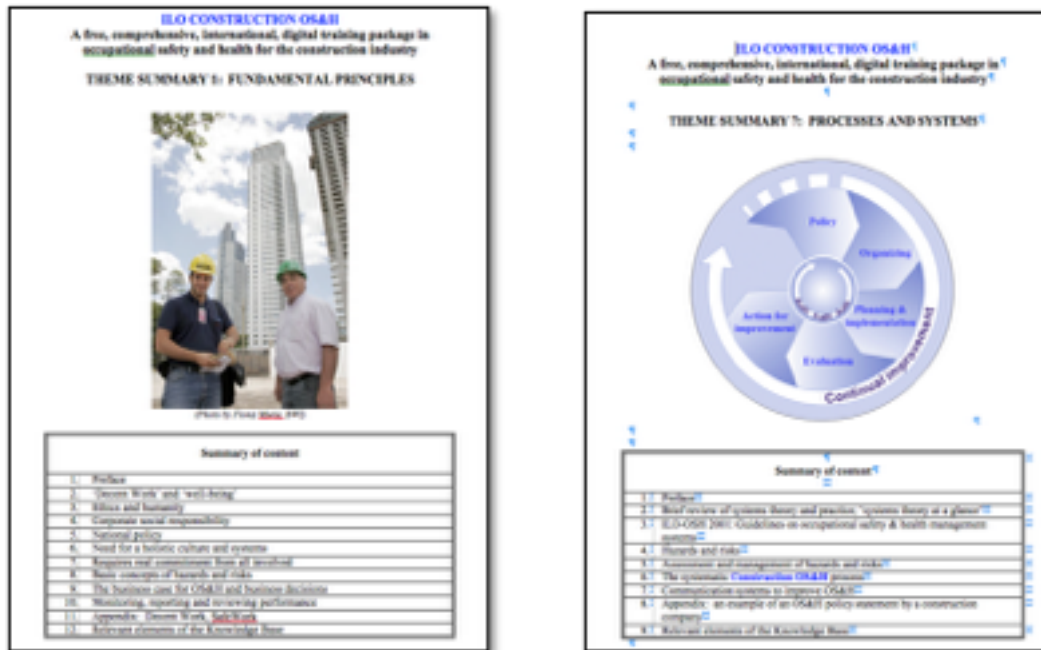 ILO CONSTRUCTION OS&H
A free, comprehensive, international, digital training package in
occupational safety and health for the construction industry
THEME SUMMARY 1: FUNDAMENTAL PRINCIPLES
(Photo by
Summary of content
1. Preface
2. 'Decent Work' and 'well-being'
3. Ethics and humanity
4. Corporate social responsibility
5. National policy
6. Need for a holistic culture and systems
7. Requires real commitment from all involved
8. Basic concepts of hazards and risks
9. The business case for OS&H and business decisions
10. Monitoring, reporting and reviewing performance
11. Appendix: Decent Work, SafeWork
12. Relevant elements of the Knowledge Base
ILO CONSTRUCTION OS&H¶
A free, comprehensive, international, digital training package in¶
occupational safety and health for the construction industry¶
THEME SUMMARY 7: PROCESSES AND SYSTEMS¶
Policy
Organizing
Planning &
implementation
Evaluation
Action for
improvement
Continual improvement
Summary of content¶
1. Preface
2. Brief review of systems theory and practice; 'systems theory at a glance'
3. ILO-OSH 2001: Guidelines on occupational safety & health management
systems
4. Hazards and risks
5. Assessment and management of hazards and risks
6. The systematic Construction OS&H process
7. Communication systems to improve OS&H
8. Appendix: an example of an OS&H policy statement by a construction
company
9. Relevant elements of the Knowledge Base